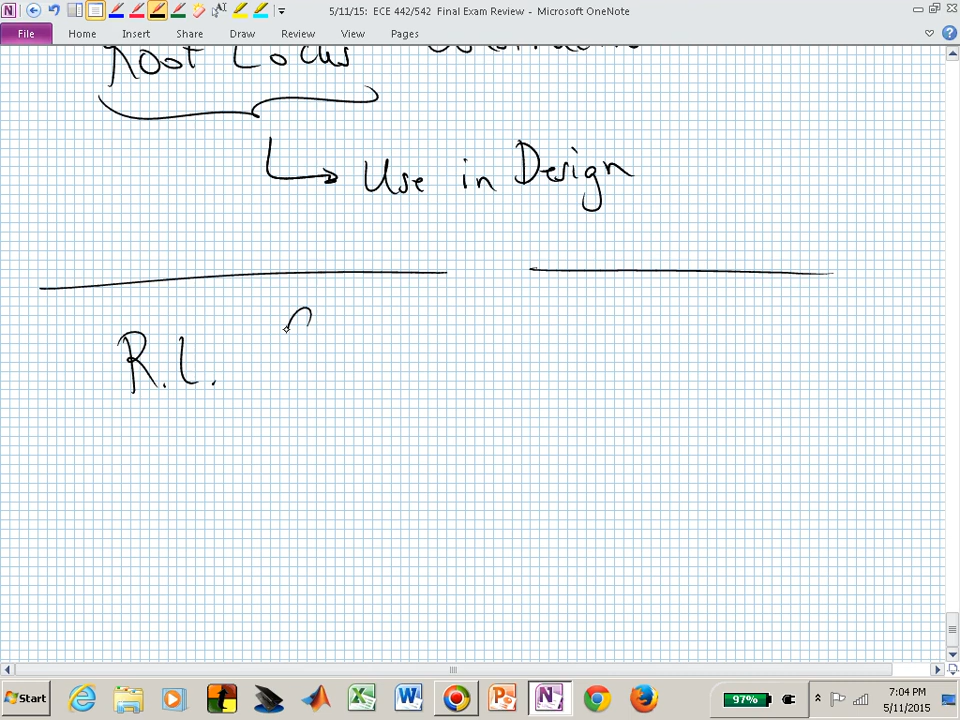 5/11/15: ECE 442/542 Final Exam Review - Microsoft OneNote
File Home Insert Share Draw Review View Pages
Root Locus
Use in Design
R.L.
Start
97%
7:04 PM
5/11/2015